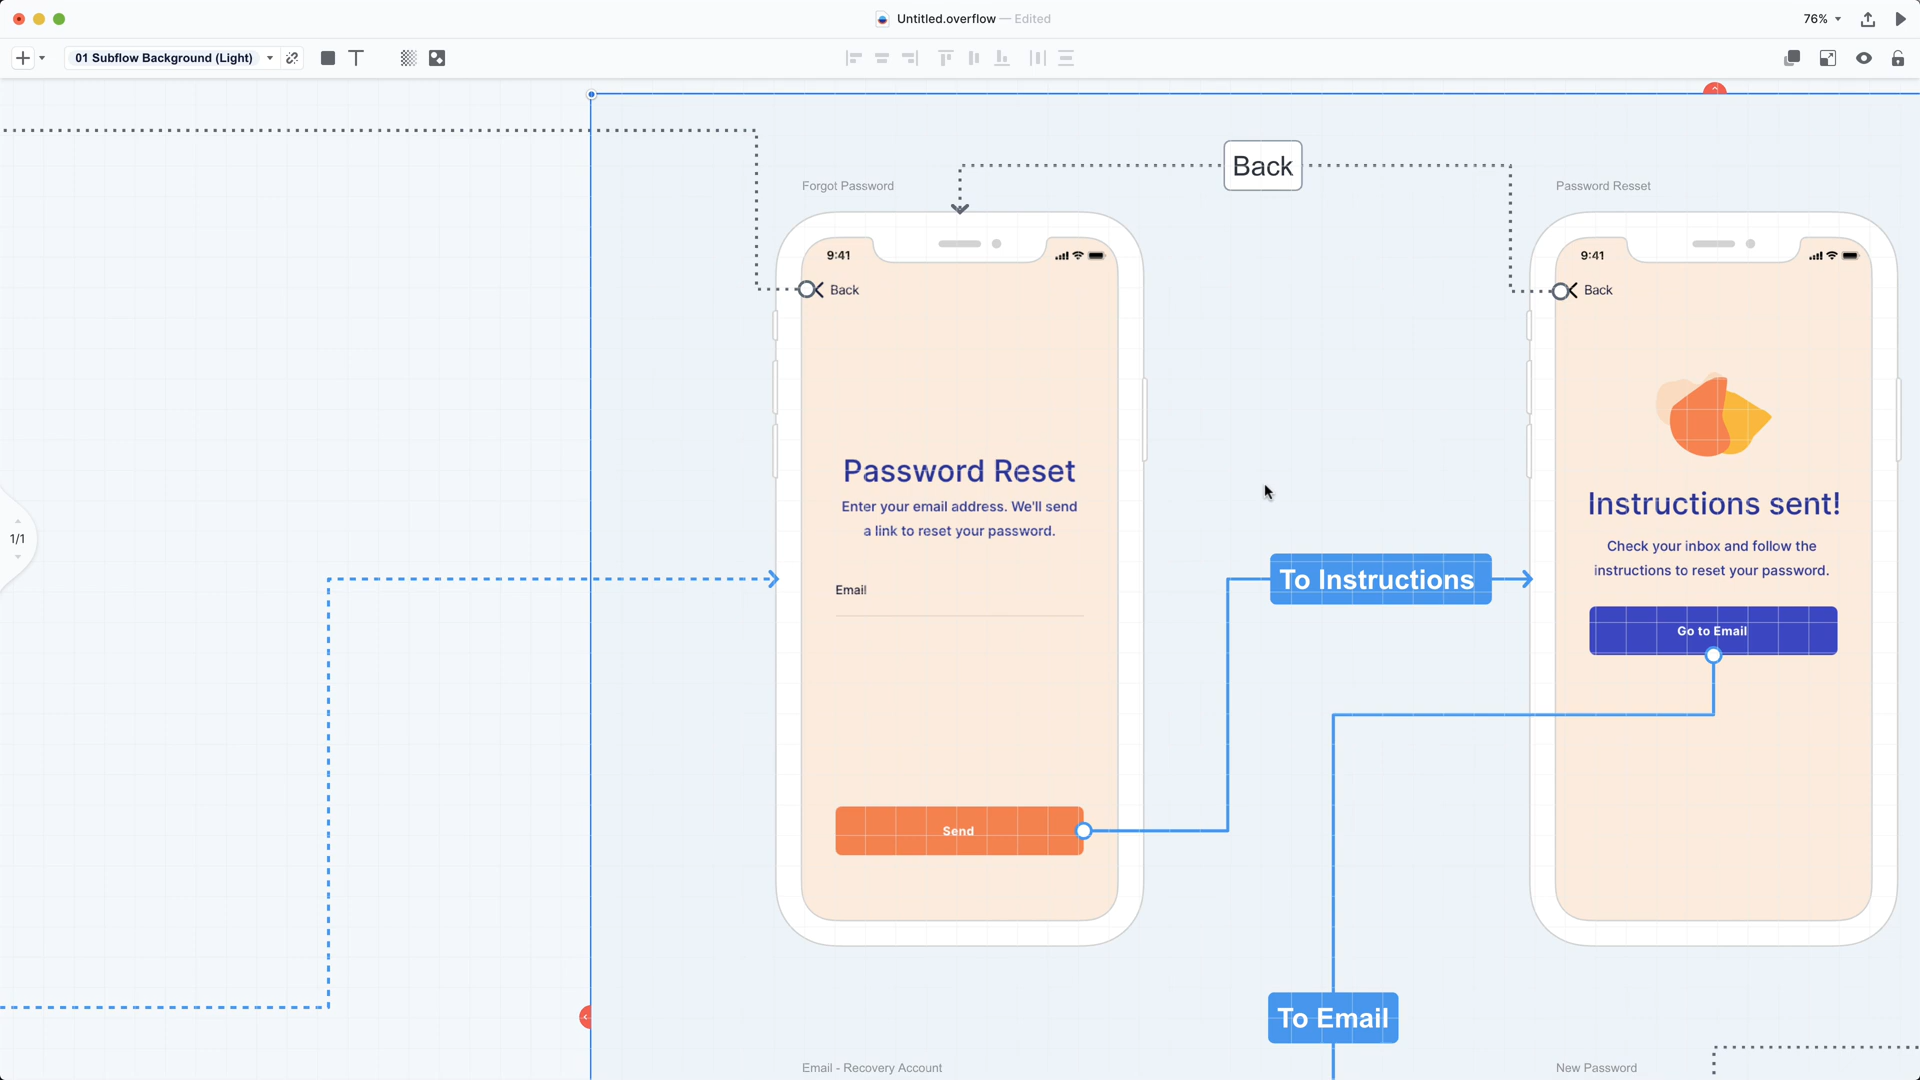 Untitled.overflow — Edited
76%
01 Subflow Background (Light)
Back
Forgot Password
Password Resset
9:41
9:41
Back
Back
Password Reset
Enter your email address. We'll send
a link to reset your password.
Instructions sent!
Check your inbox and follow the
instructions to reset your password.
1/1
Email
To Instructions
Go to Email
Send
To Email
Email - Recovery Account
New Password